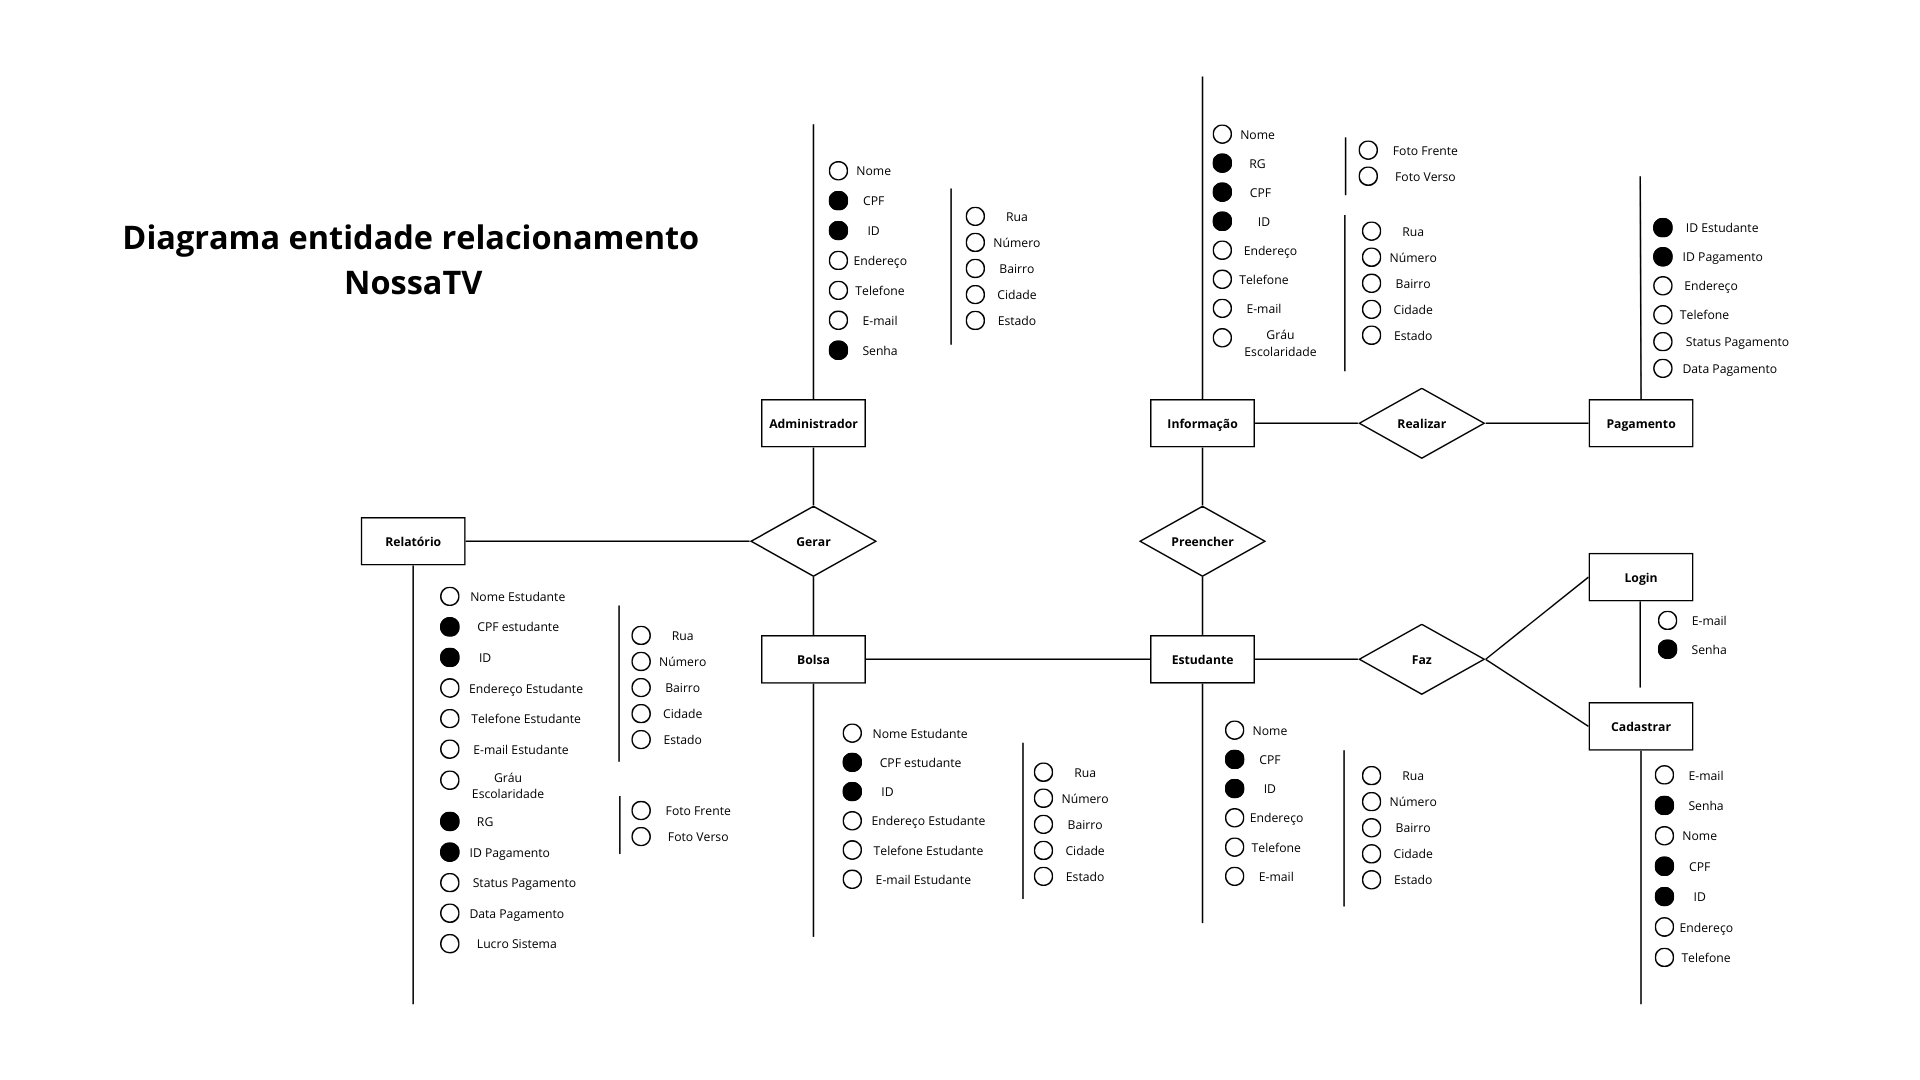 Diagrama entidade relacionamento
NossaTV
Nome
CPF
ID
Endereço
Telefone
E-mail
Senha
Rua
Número
Bairro
Cidade
Estado
Administrador
Nome
RG
CPF
ID
Endereço
Telefone
E-mail
Gráu
Escolaridade
Foto Frente
Foto Verso
Rua
Número
Bairro
Cidade
Estado
Informação
Realizar
ID Estudante
ID Pagamento
Endereço
Telefone
Status Pagamento
Data Pagamento
Pagamento
Relatório
Gerar
Preencher
Nome Estudante
CPF estudante
ID
Endereço Estudante
Telefone Estudante
E-mail Estudante
Gráu
Escolaridade
RG
ID Pagamento
Status Pagamento
Data Pagamento
Lucro Sistema
Rua
Número
Bairro
Cidade
Estado
Foto Frente
Foto Verso
Bolsa
Nome Estudante
CPF estudante
ID
Endereço Estudante
Telefone Estudante
E-mail Estudante
Rua
Número
Bairro
Cidade
Estado
Estudante
Nome
CPF
ID
Endereço
Telefone
E-mail
Rua
Número
Bairro
Cidade
Estado
Faz
Login
E-mail
Senha
Cadastrar
E-mail
Senha
Nome
CPF
ID
Endereço
Telefone